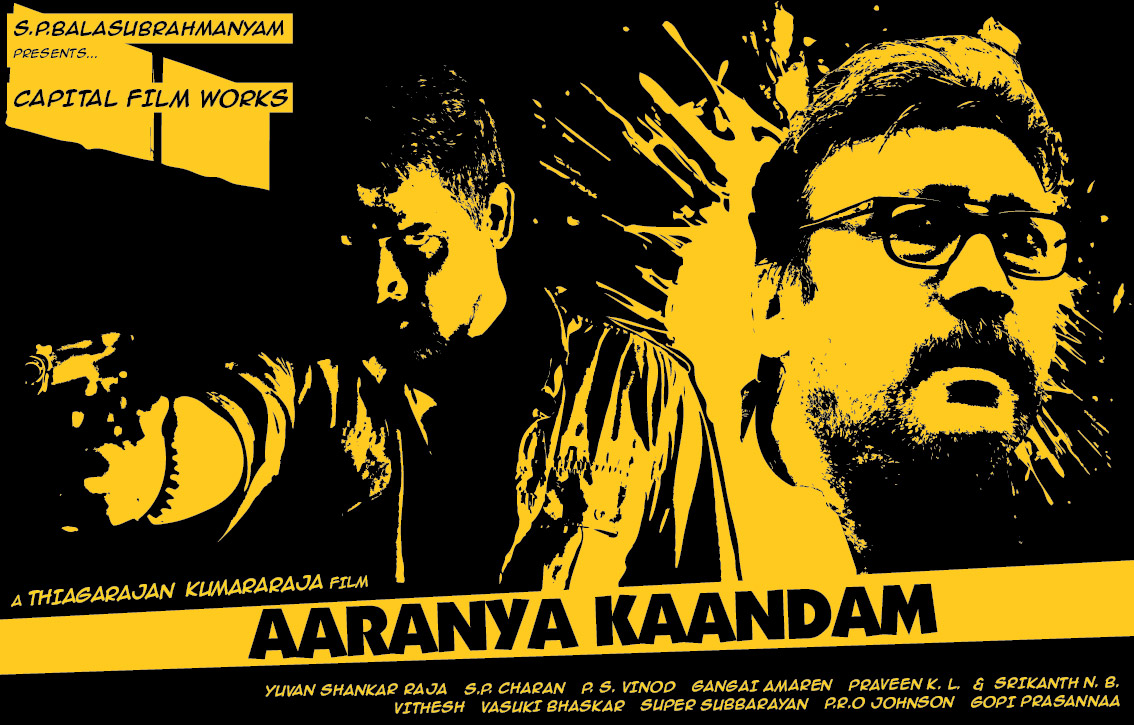 S.P.BALASUBRAHMANYAM
PRESENTS...
CAPITAL FILM WORKS
A THIAGARAJAN KUMARARAJA FILM
AARANYA KAANDAM
YUVAN SHANKAR RAJA S.P. CHARAN P. S. VINOD GANGAI AMAREN PRAVEEN K. L. & SRIKANTH N. B.
VITHESH VASUKI BHASKAR SUPER SUBBARAYAN P.R.O JOHNSON GOPI PRASANNAA